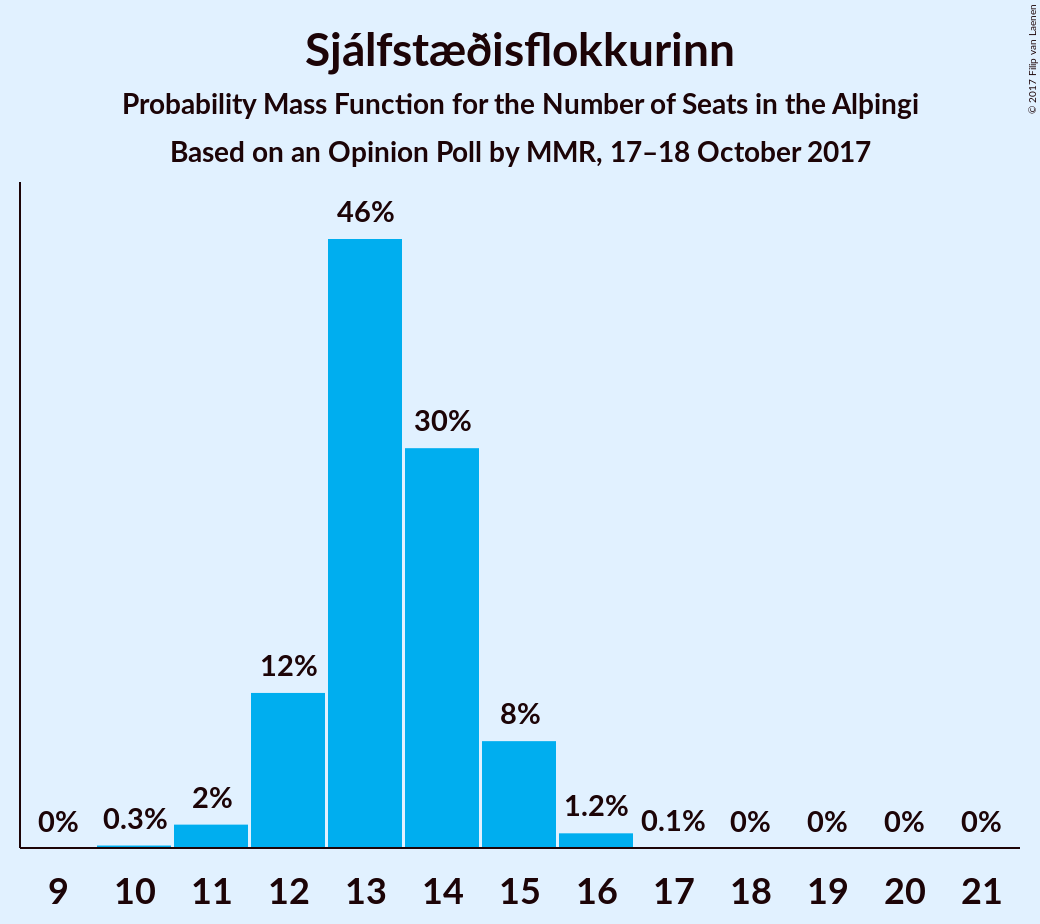 Sjálfstæðisflokkurinn
Probability Mass Function for the Number of Seats in the Alþingi
Based on an Opinion Poll by MMR, 17–18 October 2017
© 2017 Filip van Laenen
46%
30%
12%
8%
2%
1.2%
0% 0.3% 0.1% 0% 0% 0% 0%
9 10 11 12 13 14 15 16 17 18 19 20 21